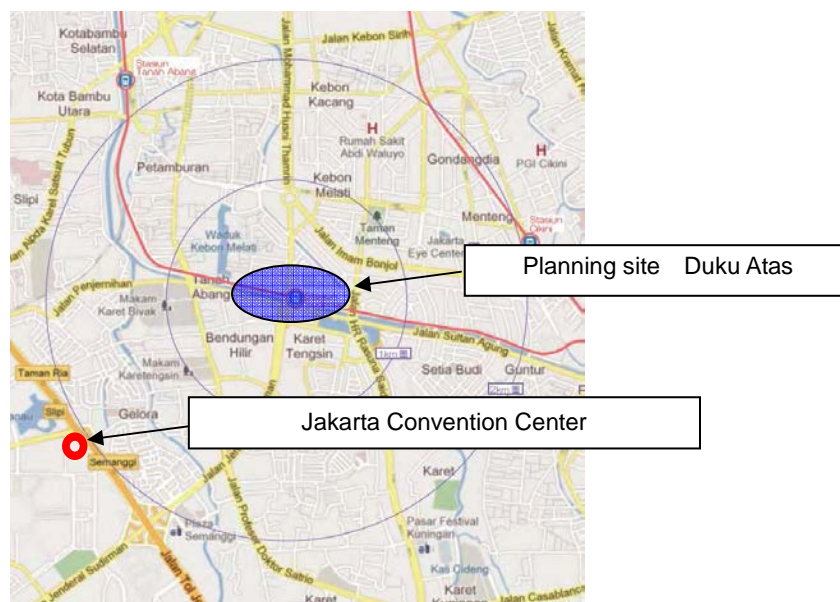 Kotabambu
Selatan
Stasiun
Tanah Abang
Jalan Kebon Sirih
Jalan Mohammad Husni Thamrin
Jalan Kramat
Kota Bambu
Utara
Kebon
Kacang
H
Rumah Sakit
Abdi Waluyo
H
PGI Cikini
Gondangdia
Petamburan
Kebon
Melati
Slipi
Menteng
Stasiun
Cikini
Taman
Menteng
Waduk
Kebon Melati
Jakarta
Eye Center
Jalan Imam Bonjol
Planning site Duku Atas
Tanah
Abang
Jalan Penjernihan
Makam
Karet Bivak
Jalan HR Rasuna Said
Jalan Sultan Agung
Bendungan
Hilir
Karet
Tengsin
1km
Makam
Karetengsin
Setia Budi
Guntur
2km
Taman Ria
Slipi
Gelora
Jakarta Convention Center
Semanggi
Karet
Plaza
Semanggi
Jalan Profesor Doktor Satrio
Pasar Festival
Kuningan
Kali Cideng
Jenderal Sudirman
Jalan Tol
Karet
Karet
Jalan Casablanca